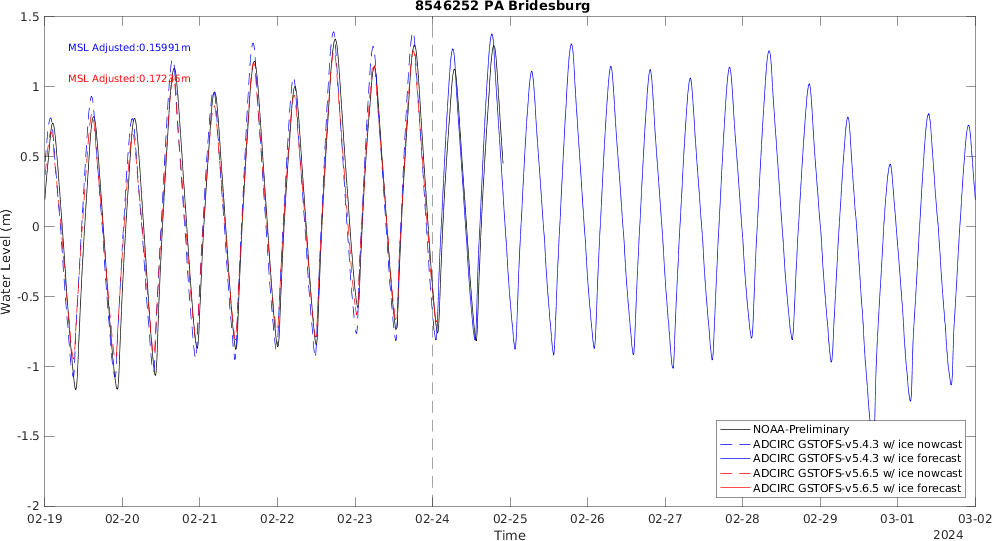 8546252 PA Bridesburg
MSL Adjusted:0.15991m
MSL Adjusted:0.17236m
Water Level (m)
1.5
1
0.5
0
-0.5
-1
-1.5
-2
NOAA-Preliminary
ADCIRC GSTOFS-v5.4.3 w/ ice nowcast
ADCIRC GSTOFS-v5.4.3 w/ ice forecast
ADCIRC GSTOFS-v5.6.5 w/ ice nowcast
ADCIRC GSTOFS-v5.6.5 w/ ice forecast
02-19 02-20 02-21 02-22 02-23 02-24 02-25 02-26 02-27 02-28 02-29 03-01 03-02
Time
2024